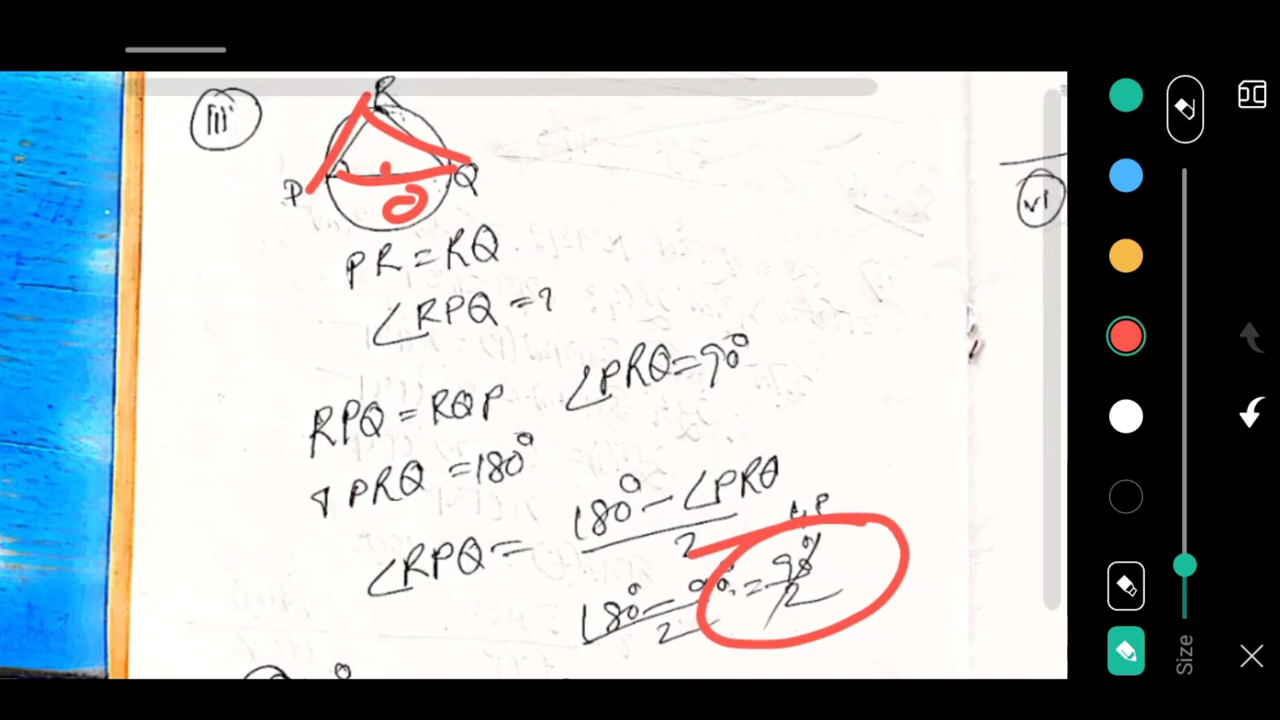 iii
R
P
Q
PR = RQ
∠RPQ = ?
∠PRQ = 90°
RPQ = RQP
PRQ = 180°
∠RPQ = 180° - ∠PRQ
2
180° - 90° = 90°
2 2
vi
Size